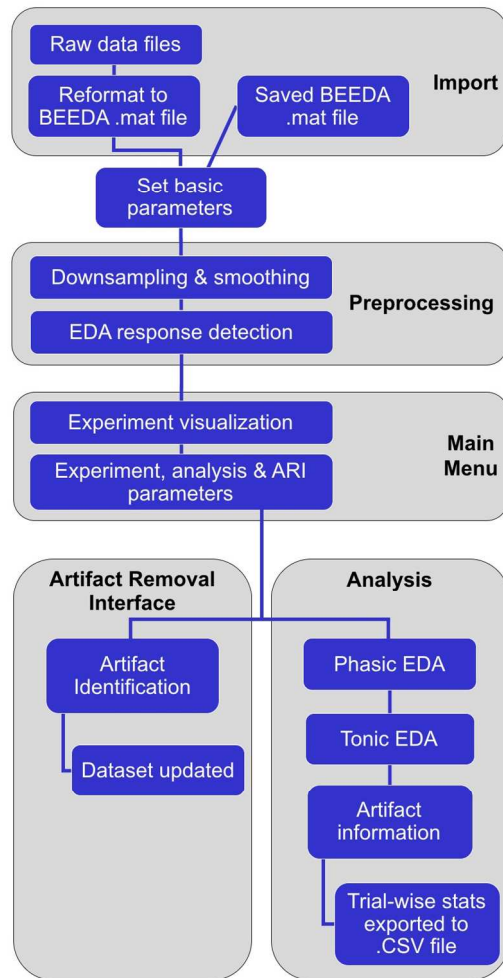 Raw data files
Reformat to
BEEDA .mat file
Saved BEEDA
.mat file
Import
Set basic
parameters
Downsampling & smoothing
EDA response detection
Preprocessing
Experiment visualization
Experiment, analysis & ARI
parameters
Main
Menu
Artifact Removal
Interface
Artifact
Identification
Dataset updated
Analysis
Phasic EDA
Tonic EDA
Artifact
information
Trial-wise stats
exported to
.CSV file